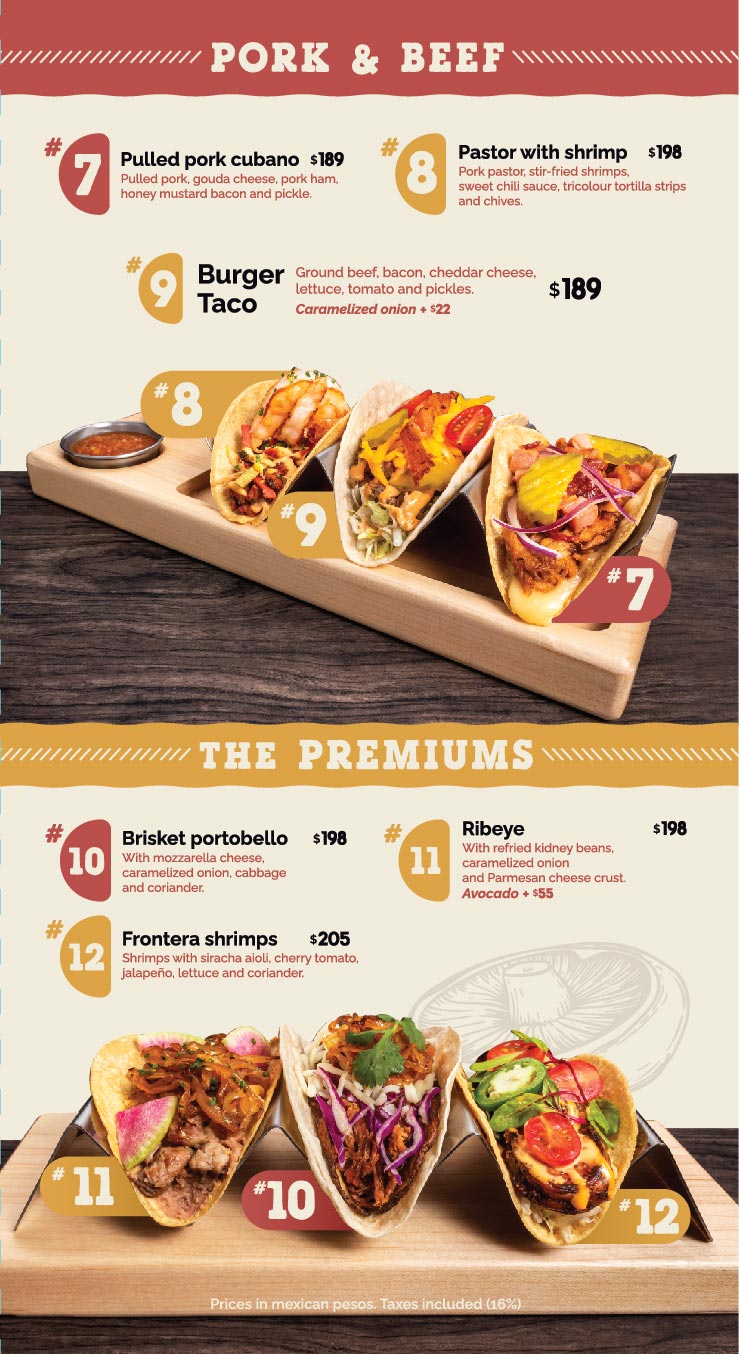 PORK & BEEF
#7 Pulled pork cubano $189
Pulled pork, gouda cheese, pork ham,
honey mustard bacon and pickle.
#8 Pastor with shrimp $198
Pork pastor, stir-fried shrimps,
sweet chili sauce, tricolour tortilla strips
and chives.
#9 Burger
Taco
Ground beef, bacon, cheddar cheese,
lettuce, tomato and pickles.
Caramelized onion + $22
$189
#8
#9
#7
THE PREMIUMS
#10 Brisket portobello $198
With mozzarella cheese,
caramelized onion, cabbage
and coriander.
#11 Ribeye $198
With refried kidney beans,
caramelized onion
and Parmesan cheese crust.
Avocado + $55
#12 Frontera shrimps $205
Shrimps with siracha aioli, cherry tomato,
jalapeño, lettuce and coriander.
#11
#10
#12
Prices in mexican pesos. Taxes included (16%)